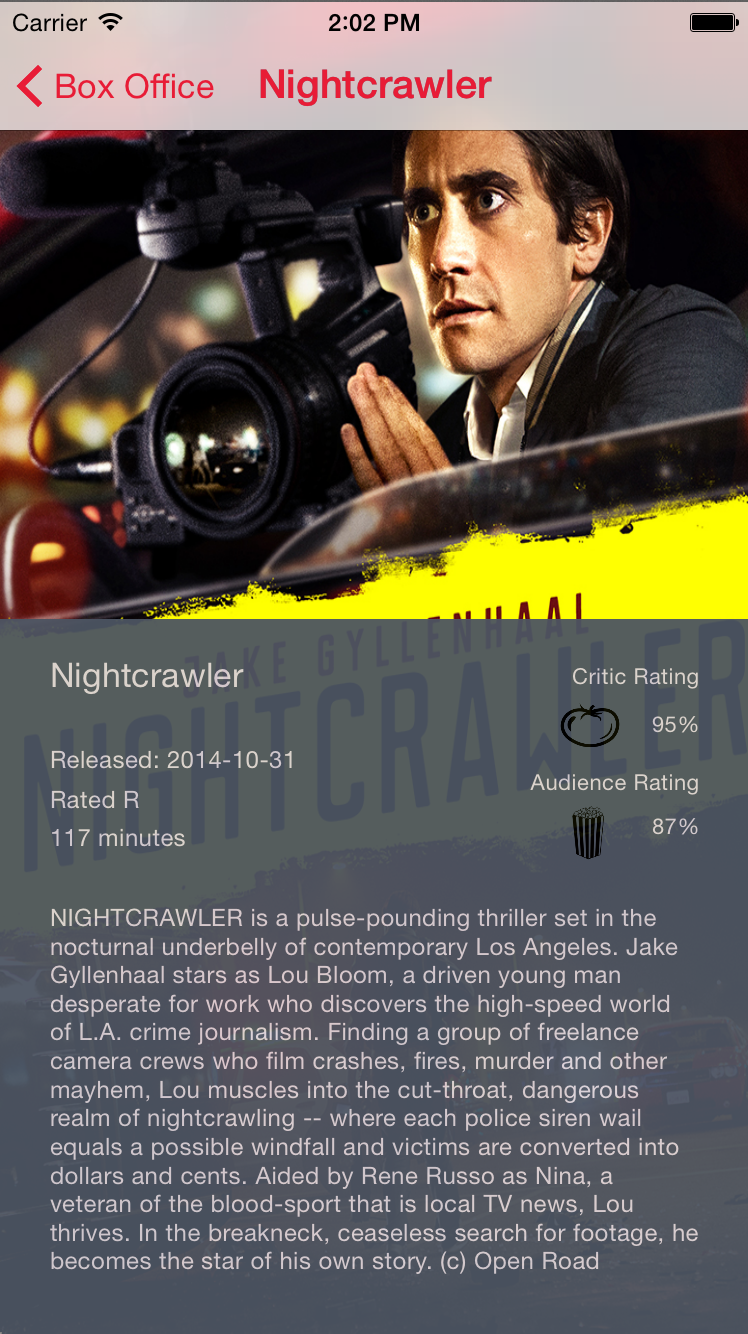 Carrier 2:02 PM
Box Office Nightcrawler
JAKE GYLLENHAAL
NIGHTCRAWLER
Nightcrawler
Critic Rating
95%
Released: 2014-10-31
Audience Rating
Rated R
87%
117 minutes
NIGHTCRAWLER is a pulse-pounding thriller set in the
nocturnal underbelly of contemporary Los Angeles. Jake
Gyllenhaal stars as Lou Bloom, a driven young man
desperate for work who discovers the high-speed world
of L.A. crime journalism. Finding a group of freelance
camera crews who film crashes, fires, murder and other
mayhem, Lou muscles into the cut-throat, dangerous
realm of nightcrawling -- where each police siren wail
equals a possible windfall and victims are converted into
dollars and cents. Aided by Rene Russo as Nina, a
veteran of the blood-sport that is local TV news, Lou
thrives. In the breakneck, ceaseless search for footage, he
becomes the star of his own story. (c) Open Road